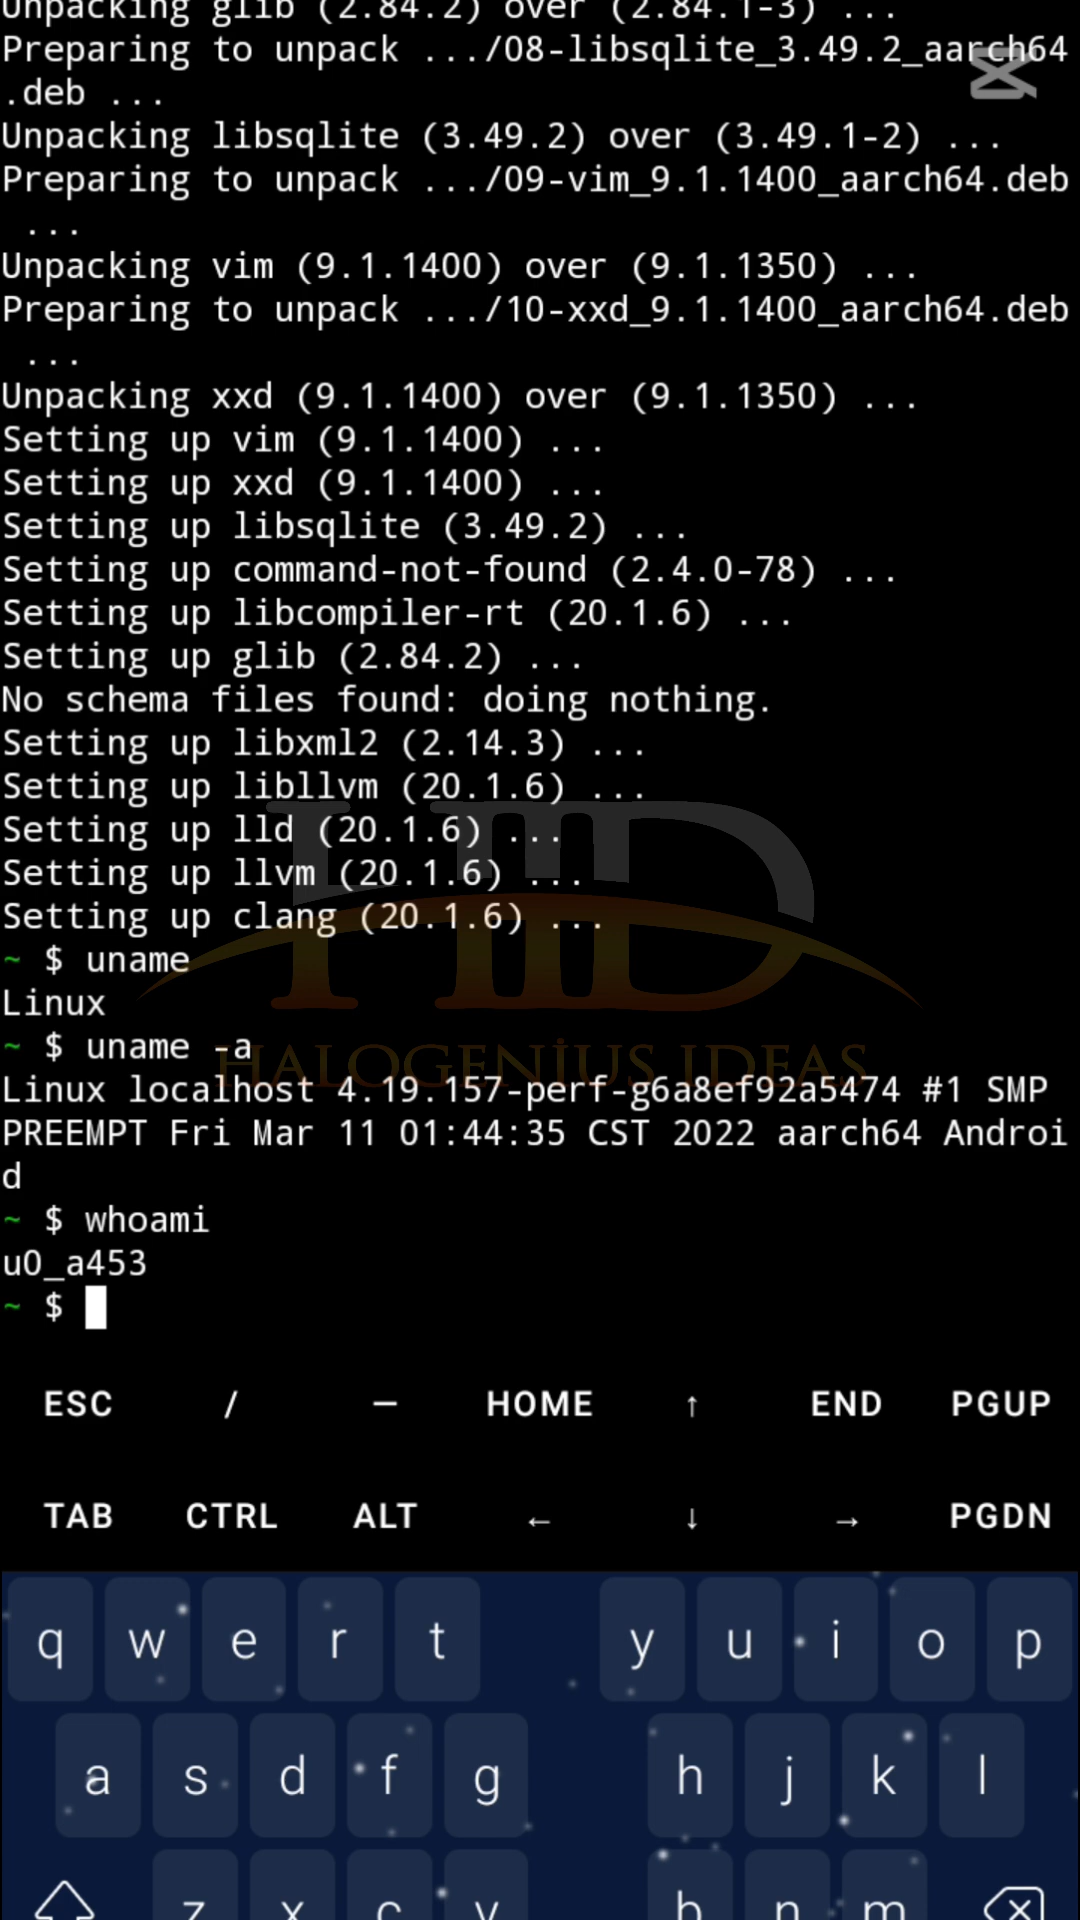 Unpacking glib (2.84.2) over (2.84.1-3) ...
Preparing to unpack .../08-libsqlite_3.49.2_aarch64
.deb ...
Unpacking libsqlite (3.49.2) over (3.49.1-2) ...
Preparing to unpack .../09-vim_9.1.1400_aarch64.deb
...
Unpacking vim (9.1.1400) over (9.1.1350) ...
Preparing to unpack .../10-xxd_9.1.1400_aarch64.deb
...
Unpacking xxd (9.1.1400) over (9.1.1350) ...
Setting up vim (9.1.1400) ...
Setting up xxd (9.1.1400) ...
Setting up libsqlite (3.49.2) ...
Setting up command-not-found (2.4.0-78) ...
Setting up libcompiler-rt (20.1.6) ...
Setting up glib (2.84.2) ...
No schema files found: doing nothing.
Setting up libxml2 (2.14.3) ...
Setting up libllvm (20.1.6) ...
Setting up lld (20.1.6) ...
Setting up llvm (20.1.6) ...
Setting up clang (20.1.6) ...
~ $ uname
Linux
~ $ uname -a
HALOGENİUS IDEAS
Linux localhost 4.19.157-perf-g6a8ef92a5474 #1 SMP
PREEMPT Fri Mar 11 01:44:35 CST 2022 aarch64 Androi
d
~ $ whoami
u0_a453
~ $
ESC / — HOME ↑ END PGUP
TAB CTRL ALT ← ↓ → PGDN
q w e r t y u i o p
a s d f g h j k l
z x c v b n m